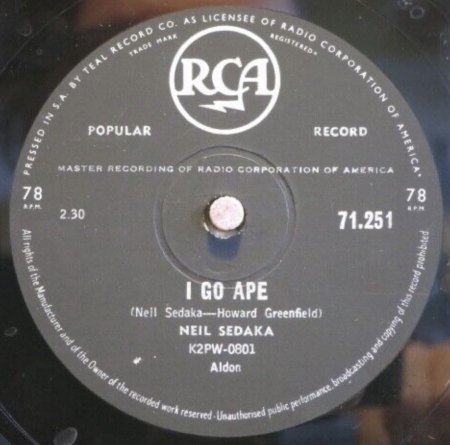 PRESSED IN S.A. BY TEAL RECORD CO. AS LICENSEE OF RADIO CORPORATION OF AMERICA.
TRADE MARK REGISTERED.
RCA
POPULAR RECORD
MASTER RECORDING OF RADIO CORPORATION OF AMERICA
78 78
R.P.M. R.P.M.
2.30 71.251
I GO APE
(Neil Sedaka—Howard Greenfield)
NEIL SEDAKA
K2PW-0801
Aldon
All rights of the Manufacturer and of the Owner of the recorded work reserved - Unauthorised public performance, broadcasting and copying of this record prohibited.